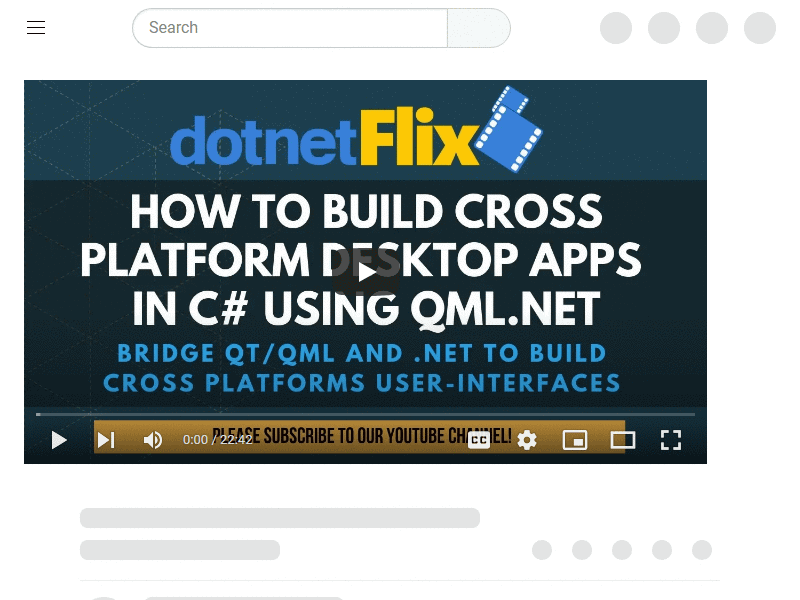 Search
dotnetFlix
HOW TO BUILD CROSS
PLATFORM DESKTOP APPS
IN C# USING QML.NET
BRIDGE QT/QML AND .NET TO BUILD
CROSS PLATFORMS USER-INTERFACES
PLEASE SUBSCRIBE TO OUR YOUTUBE CHANNEL!
0:00 / 22:42
CC